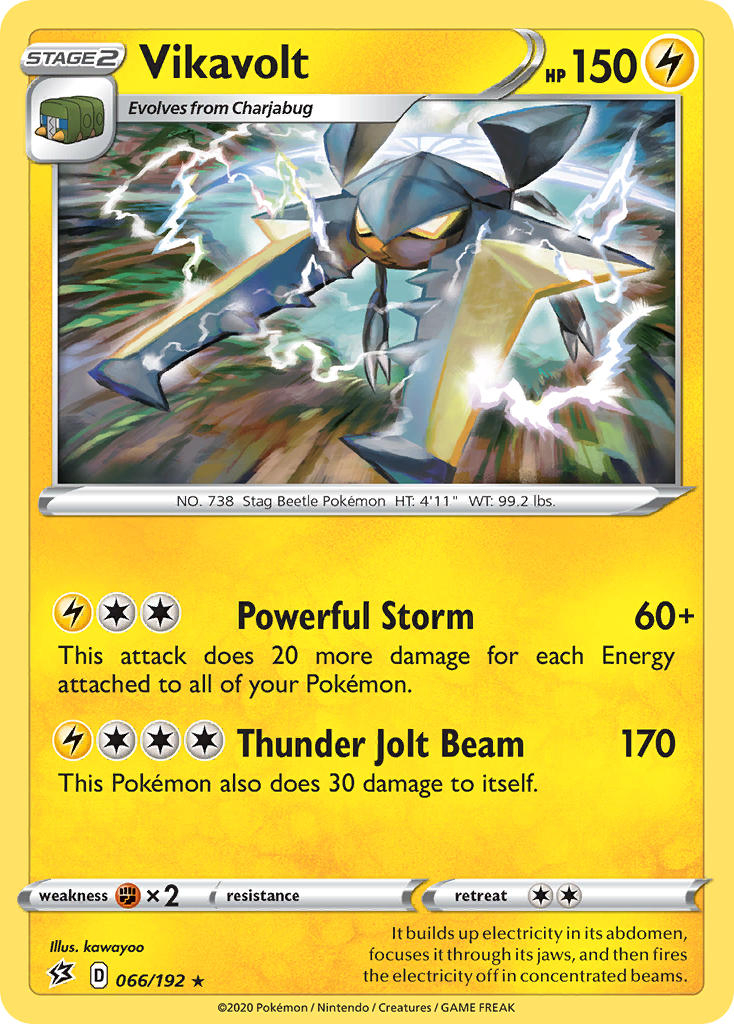 STAGE2
Vikavolt
HP 150
Evolves from Charjabug
NO. 738 Stag Beetle Pokémon HT: 4'11" WT: 99.2 lbs.
Powerful Storm 60+
This attack does 20 more damage for each Energy
attached to all of your Pokémon.
Thunder Jolt Beam 170
This Pokémon also does 30 damage to itself.
weakness ×2 resistance retreat
Illus. kawayoo
D 066/192 ★
It builds up electricity in its abdomen,
focuses it through its jaws, and then fires
the electricity off in concentrated beams.
©2020 Pokémon / Nintendo / Creatures / GAME FREAK